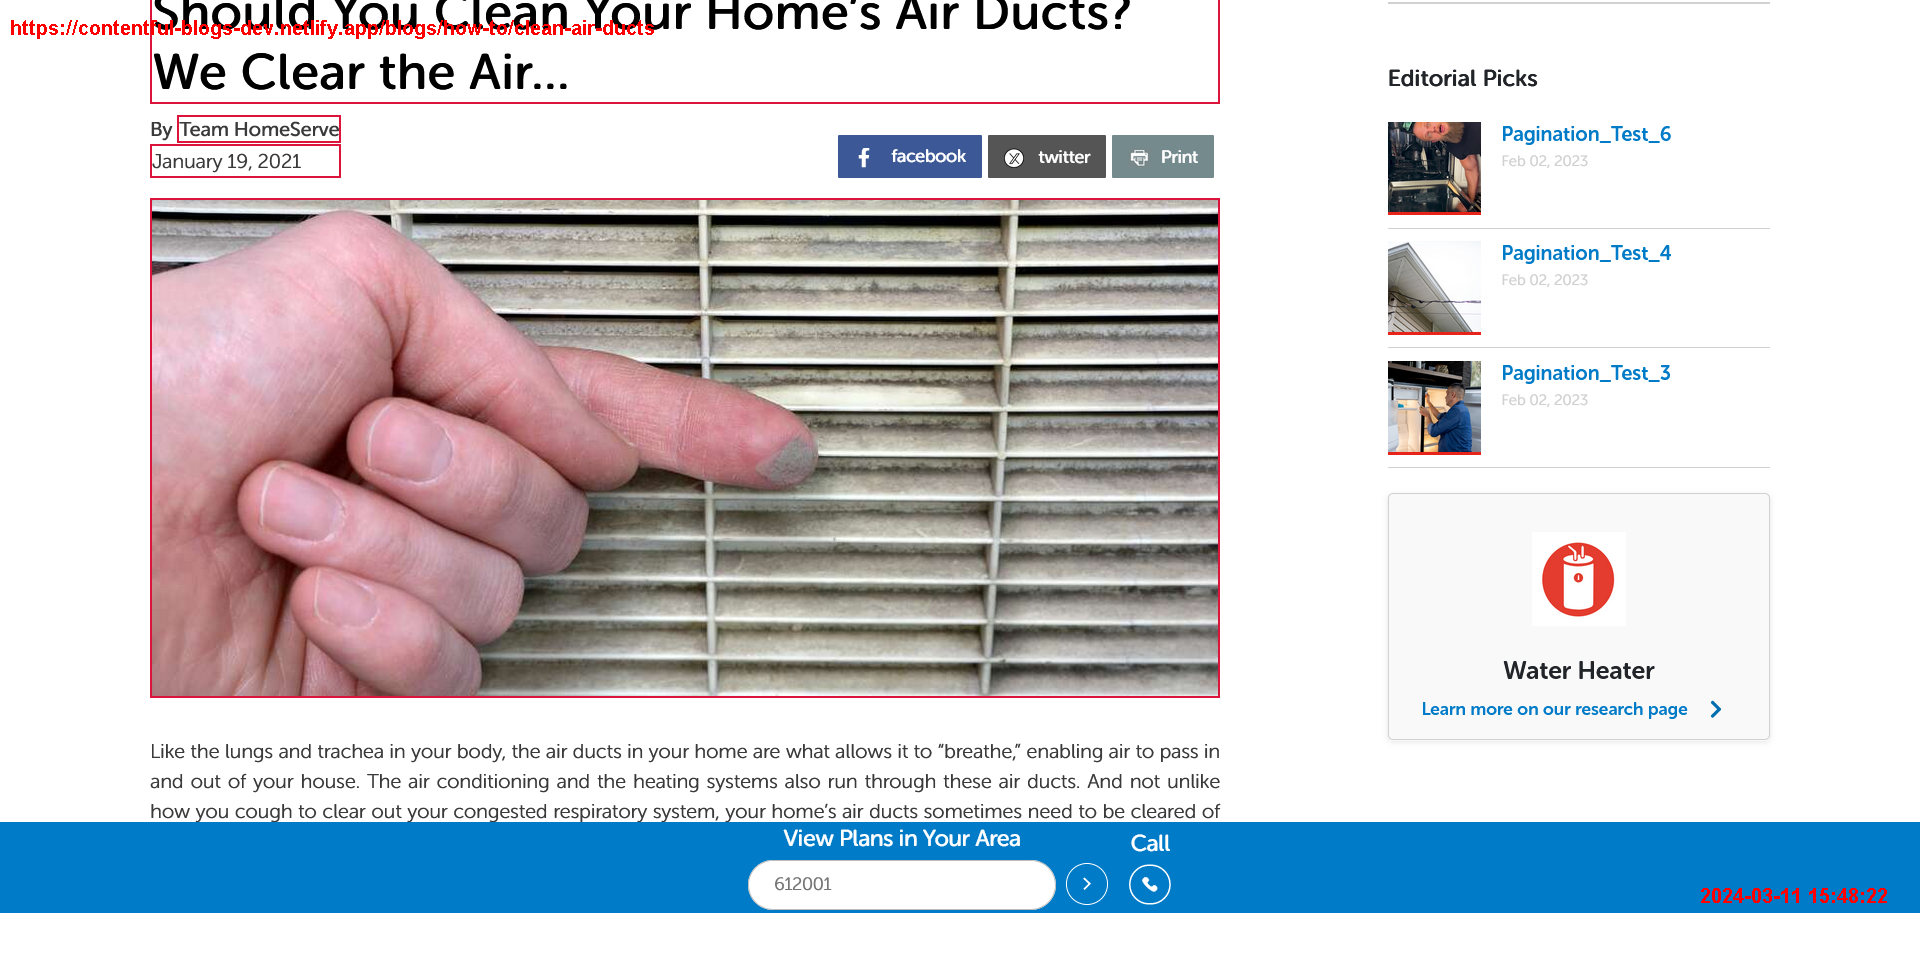 Should You Clean Your Home's Air Ducts?
https://contentful-blogs-dev.netlify.app/blogs/how-to/clean-air-ducts
We Clear the Air...
By Team HomeServe
January 19, 2021
facebook
twitter
Print
Like the lungs and trachea in your body, the air ducts in your home are what allows it to “breathe,” enabling air to pass in
and out of your house. The air conditioning and the heating systems also run through these air ducts. And not unlike
how you cough to clear out your congested respiratory system, your home’s air ducts sometimes need to be cleared of
Editorial Picks
Pagination_Test_6
Feb 02, 2023
Pagination_Test_4
Feb 02, 2023
Pagination_Test_3
Feb 02, 2023
Water Heater
Learn more on our research page
View Plans in Your Area
612001
Call
2024-03-11 15:48:22